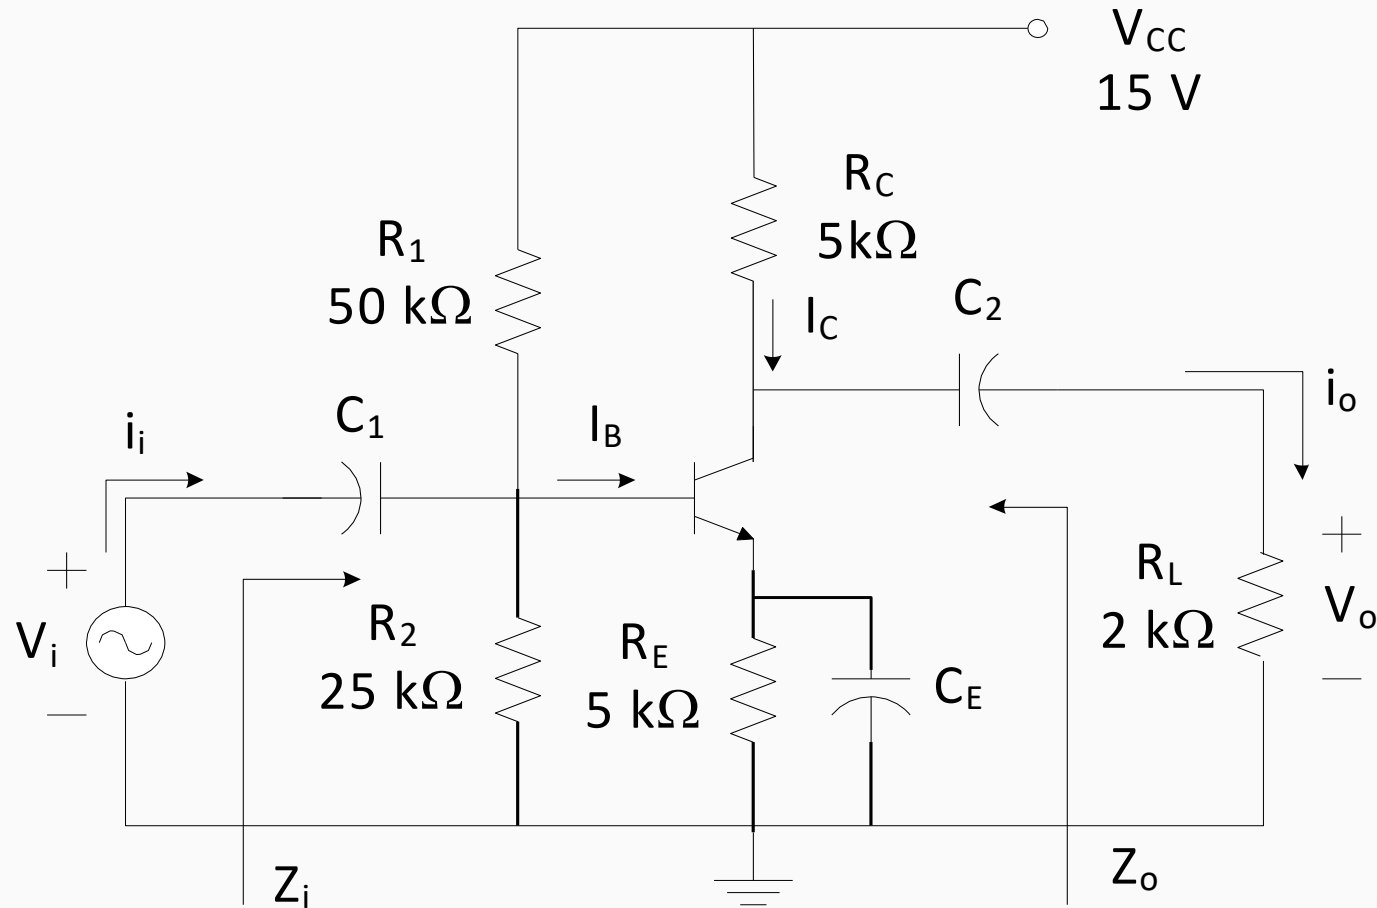 V_CC
15 V
R_C
5kΩ
R_1
50 kΩ
I_C
C_2
i_o
C_1
I_B
i_i
+
+
R_L
2 kΩ
V_o
R_2
25 kΩ
R_E
5 kΩ
V_i
C_E
−
−
Z_i
Z_o